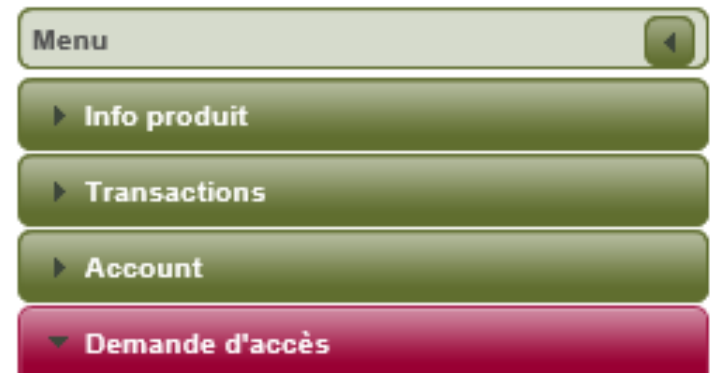 Menu
Info produit
Transactions
Account
Demande d'accès